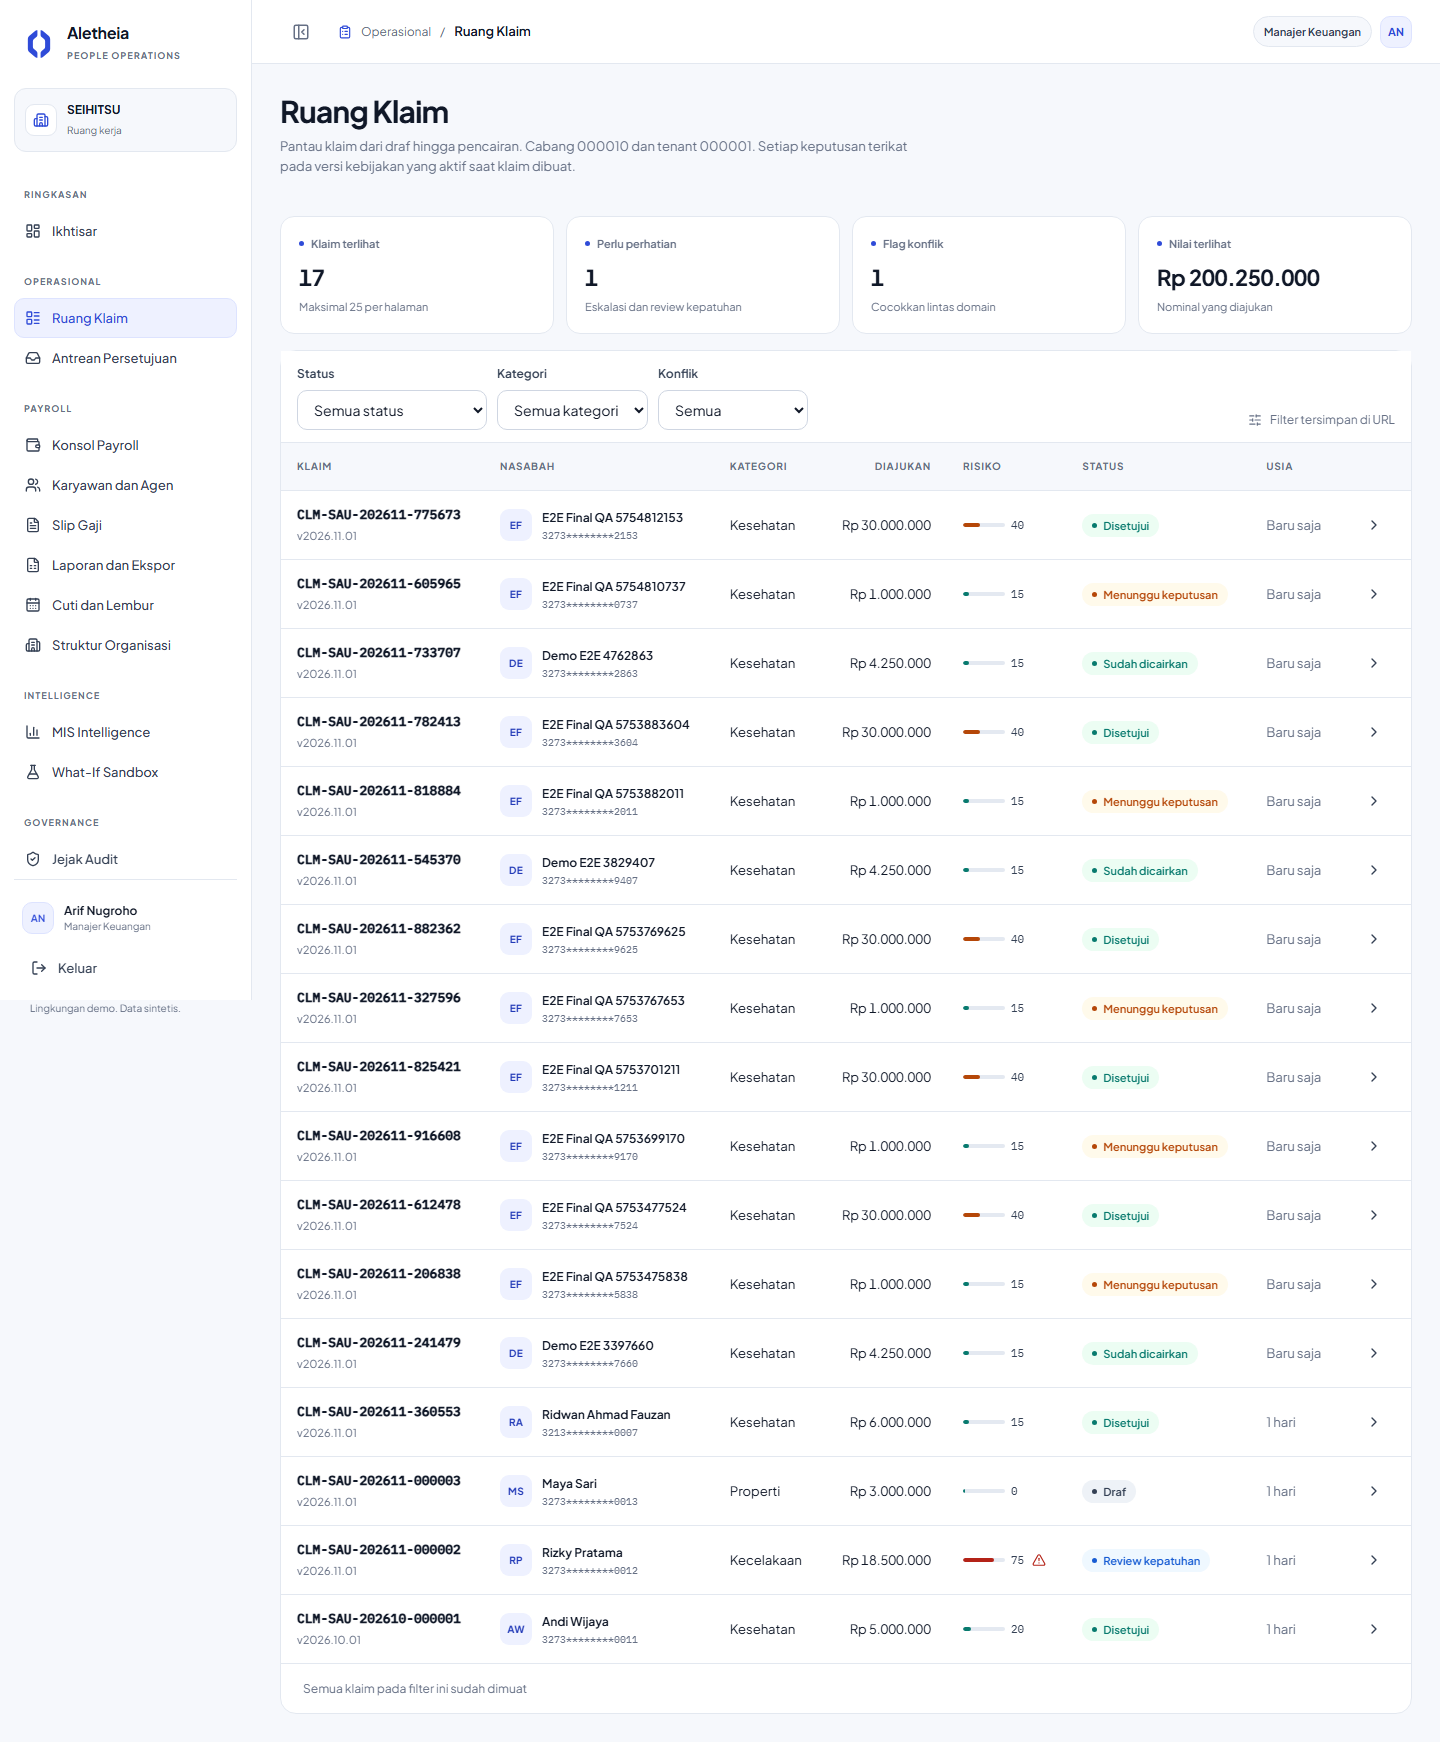 Aletheia
PEOPLE OPERATIONS
SEIHITSU
Ruang kerja
RINGKASAN
Ikhtisar
OPERASIONAL
Ruang Klaim
Antrean Persetujuan
PAYROLL
Konsol Payroll
Karyawan dan Agen
Slip Gaji
Laporan dan Ekspor
Cuti dan Lembur
Struktur Organisasi
INTELLIGENCE
MIS Intelligence
What-If Sandbox
GOVERNANCE
Jejak Audit
AN
Arif Nugroho
Manajer Keuangan
Keluar
Lingkungan demo. Data sintetis.
Operasional / Ruang Klaim
Manajer Keuangan AN
Ruang Klaim
Pantau klaim dari draf hingga pencairan. Cabang 000010 dan tenant 000001. Setiap keputusan terikat
pada versi kebijakan yang aktif saat klaim dibuat.
Klaim terlihat
17
Maksimal 25 per halaman
Perlu perhatian
1
Eskalasi dan review kepatuhan
Flag konflik
1
Cocokkan lintas domain
Nilai terlihat
Rp 200.250.000
Nominal yang diajukan
Status Kategori Konflik
Semua status Semua kategori Semua
Filter tersimpan di URL
KLAIM NASABAH KATEGORI DIAJUKAN RISIKO STATUS USIA
CLM-SAU-202611-775673
v2026.11.01
EF
E2E Final QA 5754812153
3273********2153
Kesehatan Rp 30.000.000 40 Disetujui Baru saja
CLM-SAU-202611-605965
v2026.11.01
EF
E2E Final QA 5754810737
3273********0737
Kesehatan Rp 1.000.000 15 Menunggu keputusan Baru saja
CLM-SAU-202611-733707
v2026.11.01
DE
Demo E2E 4762863
3273********2863
Kesehatan Rp 4.250.000 15 Sudah dicairkan Baru saja
CLM-SAU-202611-782413
v2026.11.01
EF
E2E Final QA 5753883604
3273********3604
Kesehatan Rp 30.000.000 40 Disetujui Baru saja
CLM-SAU-202611-818884
v2026.11.01
EF
E2E Final QA 5753882011
3273********2011
Kesehatan Rp 1.000.000 15 Menunggu keputusan Baru saja
CLM-SAU-202611-545370
v2026.11.01
DE
Demo E2E 3829407
3273********9407
Kesehatan Rp 4.250.000 15 Sudah dicairkan Baru saja
CLM-SAU-202611-882362
v2026.11.01
EF
E2E Final QA 5753769625
3273********9625
Kesehatan Rp 30.000.000 40 Disetujui Baru saja
CLM-SAU-202611-327596
v2026.11.01
EF
E2E Final QA 5753767653
3273********7653
Kesehatan Rp 1.000.000 15 Menunggu keputusan Baru saja
CLM-SAU-202611-825421
v2026.11.01
EF
E2E Final QA 5753701211
3273********1211
Kesehatan Rp 30.000.000 40 Disetujui Baru saja
CLM-SAU-202611-916608
v2026.11.01
EF
E2E Final QA 5753699170
3273********9170
Kesehatan Rp 1.000.000 15 Menunggu keputusan Baru saja
CLM-SAU-202611-612478
v2026.11.01
EF
E2E Final QA 5753477524
3273********7524
Kesehatan Rp 30.000.000 40 Disetujui Baru saja
CLM-SAU-202611-206838
v2026.11.01
EF
E2E Final QA 5753475838
3273********5838
Kesehatan Rp 1.000.000 15 Menunggu keputusan Baru saja
CLM-SAU-202611-241479
v2026.11.01
DE
Demo E2E 3397660
3273********7660
Kesehatan Rp 4.250.000 15 Sudah dicairkan Baru saja
CLM-SAU-202611-360553
v2026.11.01
RA
Ridwan Ahmad Fauzan
3213********0007
Kesehatan Rp 6.000.000 15 Disetujui 1 hari
CLM-SAU-202611-000003
v2026.11.01
MS
Maya Sari
3273********0013
Properti Rp 3.000.000 0 Draf 1 hari
CLM-SAU-202611-000002
v2026.11.01
RP
Rizky Pratama
3273********0012
Kecelakaan Rp 18.500.000 75 Review kepatuhan 1 hari
CLM-SAU-202610-000001
v2026.10.01
AW
Andi Wijaya
3273********0011
Kesehatan Rp 5.000.000 20 Disetujui 1 hari
Semua klaim pada filter ini sudah dimuat